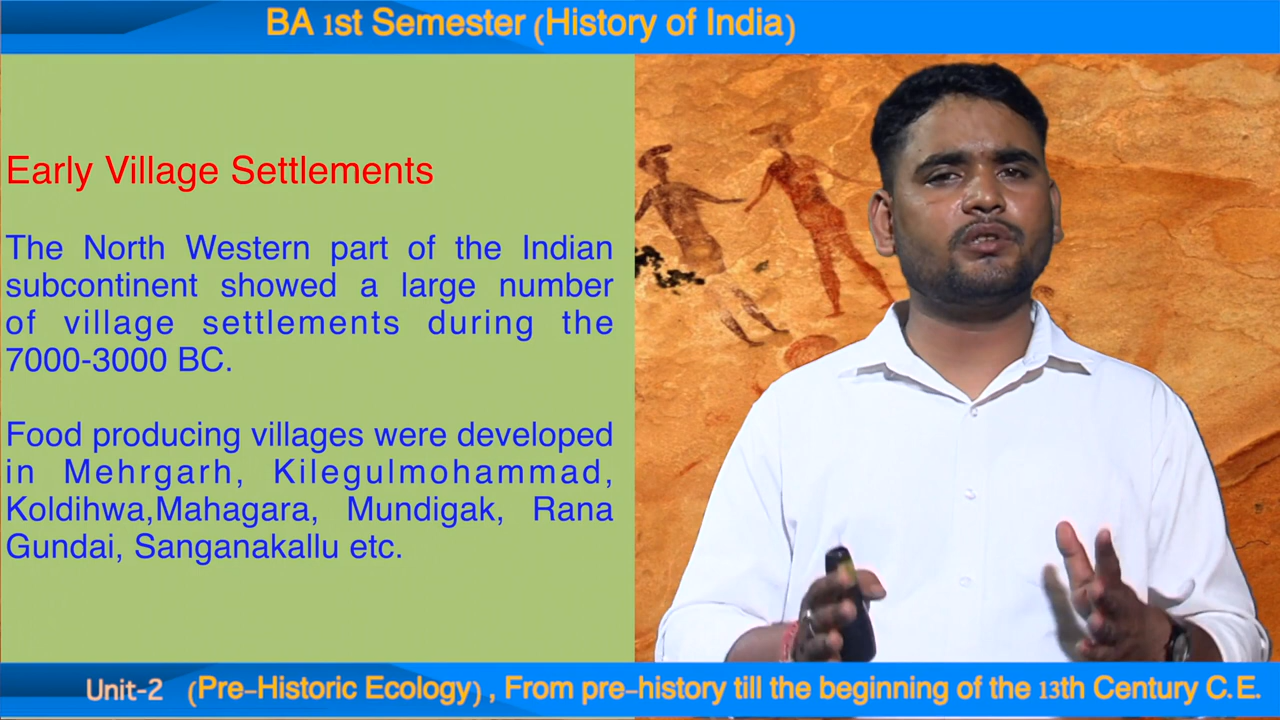 BA 1st Semester (History of India)
Early Village Settlements
The North Western part of the Indian
subcontinent showed a large number
of village settlements during the
7000-3000 BC.
Food producing villages were developed
in Mehrgarh, Kilegulmohammad,
Koldihwa,Mahagara, Mundigak, Rana
Gundai, Sanganakallu etc.
Unit-2 (Pre-Historic Ecology) , From pre-history till the beginning of the 13th Century C.E.